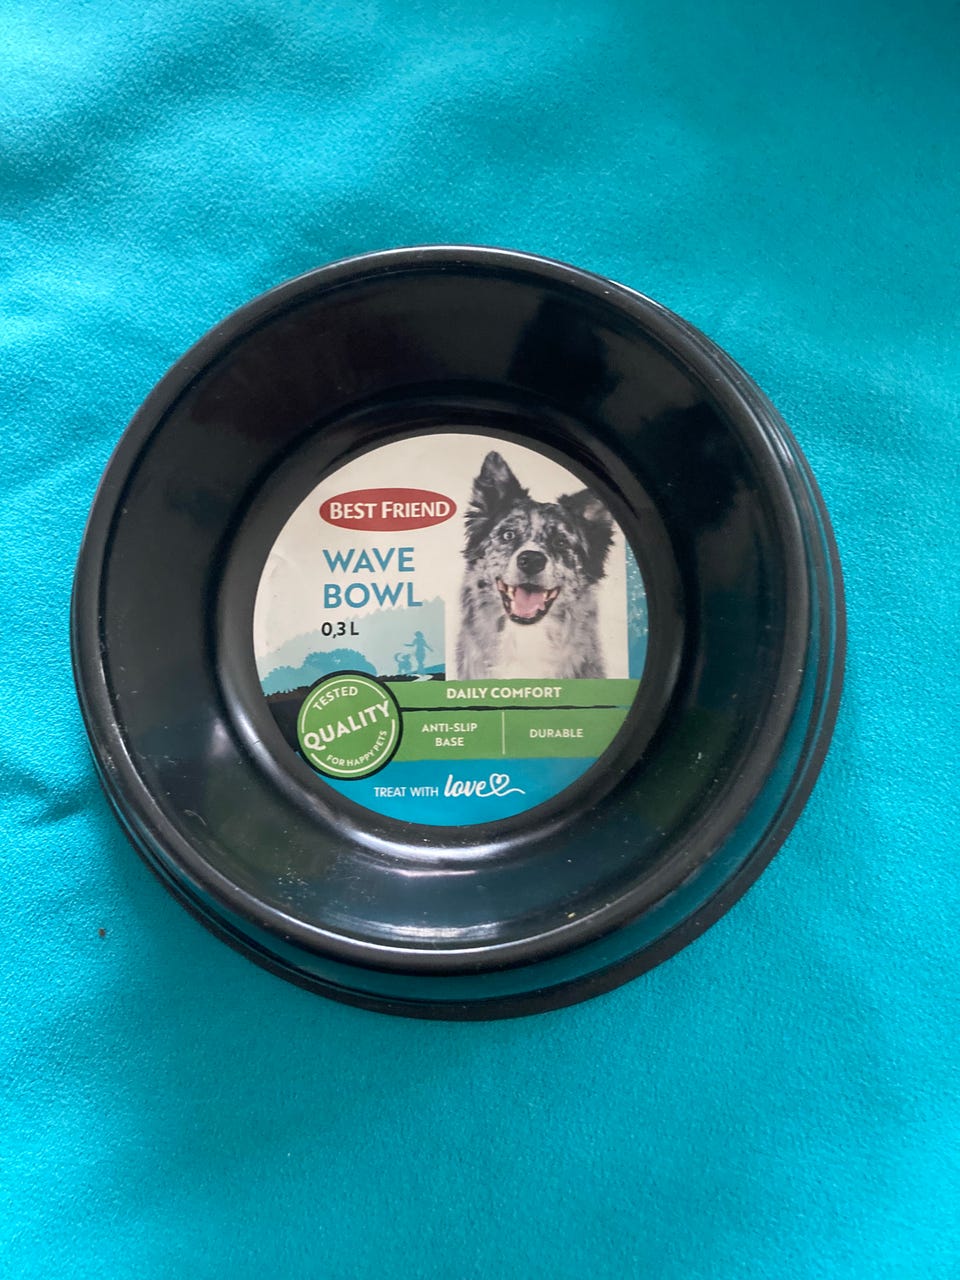 BEST FRIEND
WAVE
BOWL
0,3 L
TESTED
QUALITY
FOR HAPPY PETS
DAILY COMFORT
ANTI-SLIP
BASE
DURABLE
TREAT WITH love